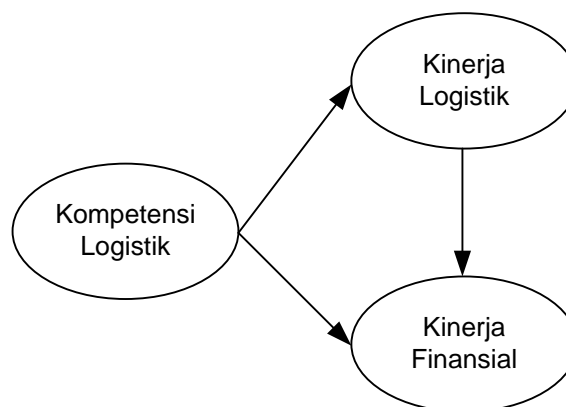 Kinerja
Logistik
Kompetensi
Logistik
Kinerja
Finansial